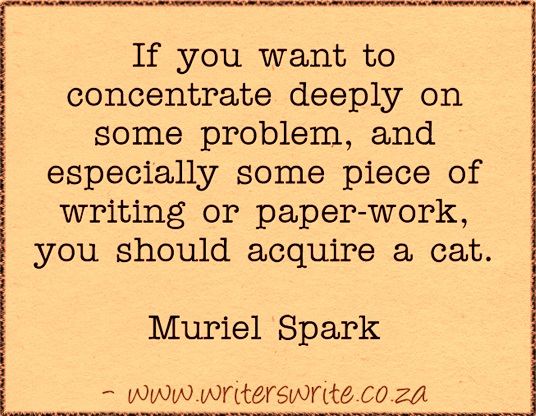 If you want to
concentrate deeply on
some problem, and
especially some piece of
writing or paper-work,
you should acquire a cat.
Muriel Spark
- www.writerswrite.co.za